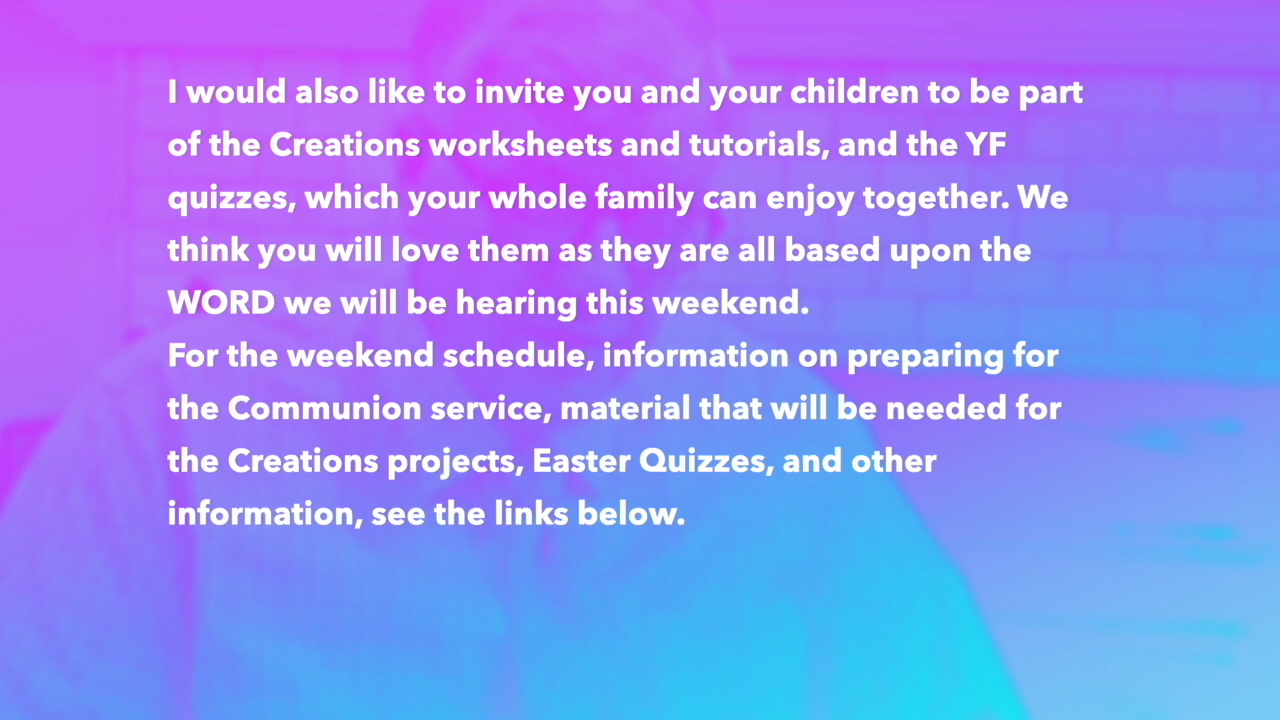 I would also like to invite you and your children to be part
of the Creations worksheets and tutorials, and the YF
quizzes, which your whole family can enjoy together. We
think you will love them as they are all based upon the
WORD we will be hearing this weekend.
For the weekend schedule, information on preparing for
the Communion service, material that will be needed for
the Creations projects, Easter Quizzes, and other
information, see the links below.